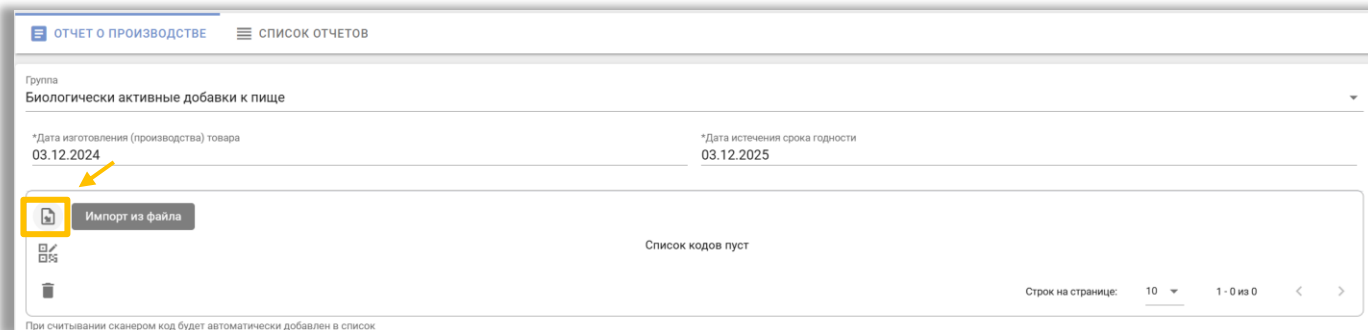 ОТЧЕТ О ПРОИЗВОДСТВЕ СПИСОК ОТЧЕТОВ
Группа
Биологически активные добавки к пище
*Дата изготовления (производства) товара *Дата истечения срока годности
03.12.2024 03.12.2025
Импорт из файла
Список кодов пуст
Строк на странице: 10 1 - 0 из 0
При считывании сканером код будет автоматически добавлен в список